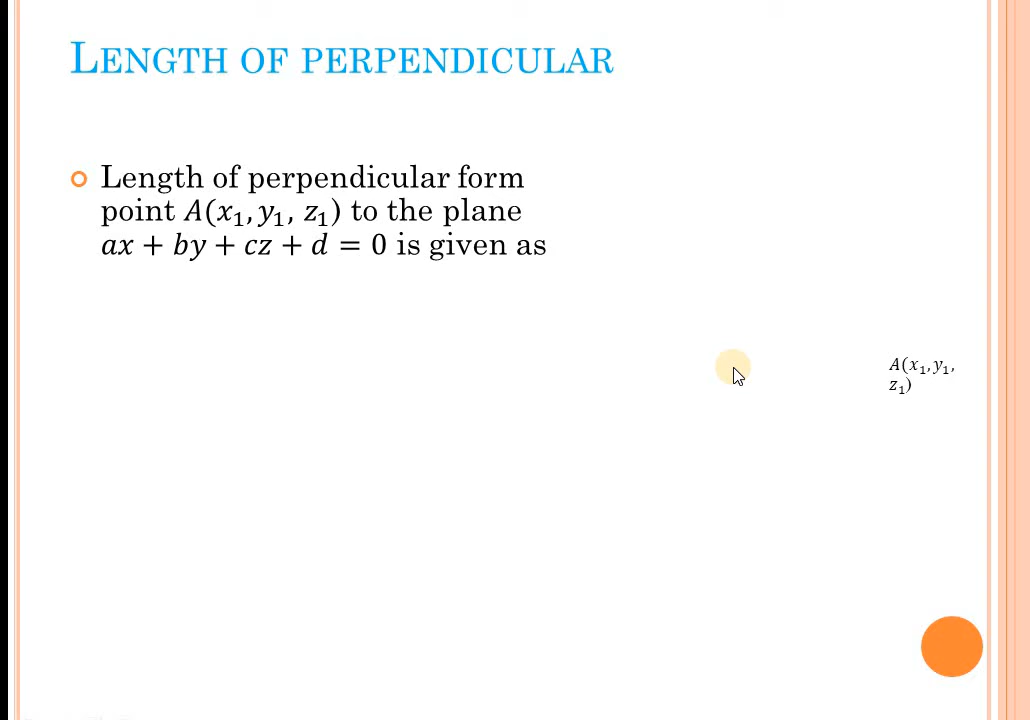 LENGTH OF PERPENDICULAR
Length of perpendicular form
point A(x₁, y₁, z₁) to the plane
ax + by + cz + d = 0 is given as
A(x₁, y₁,
z₁)